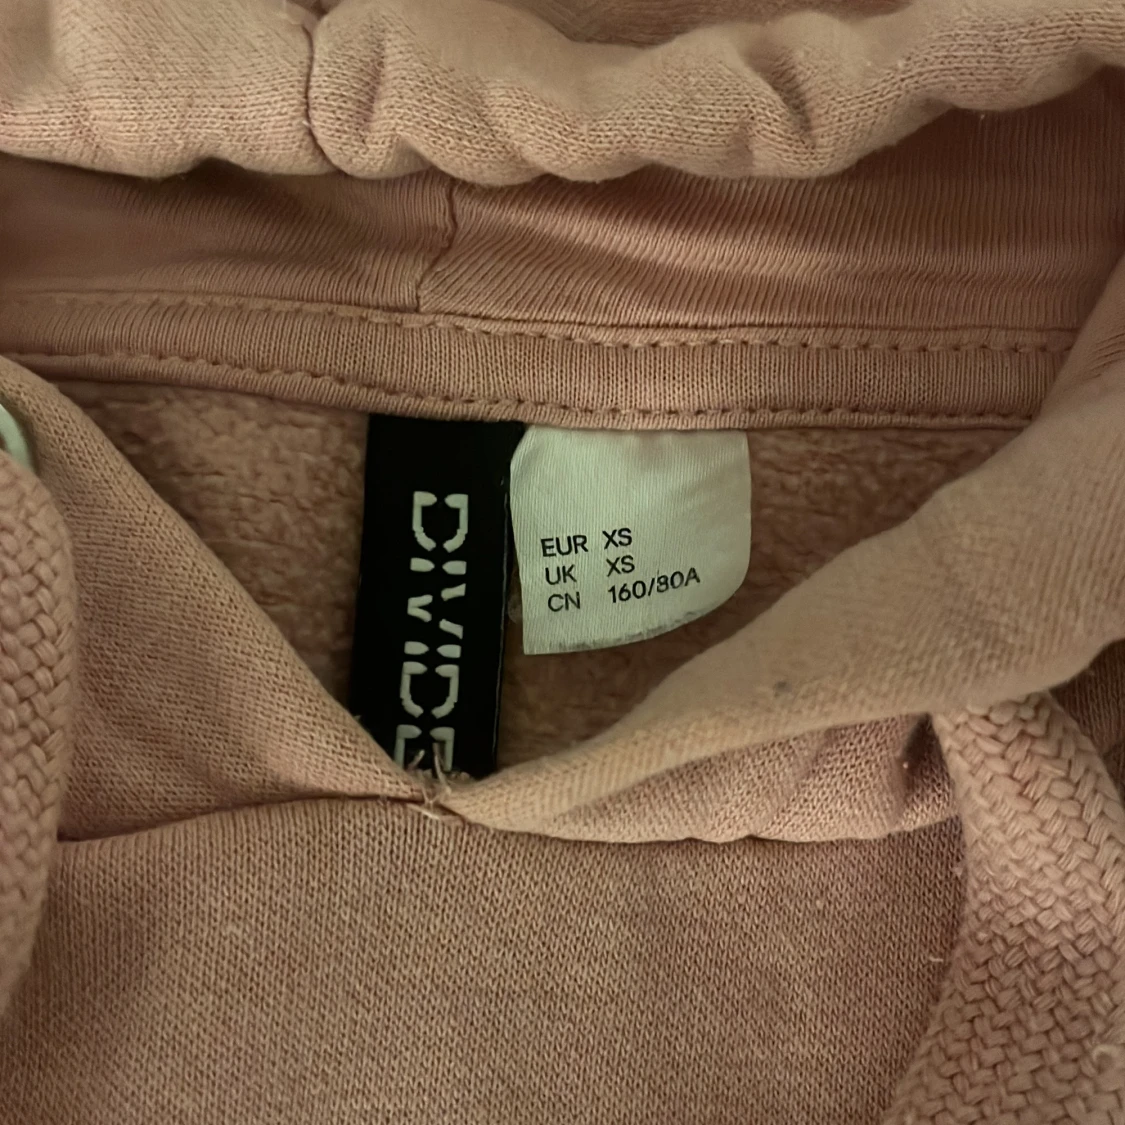 DIVIDE
EUR XS
UK XS
CN 160/80A